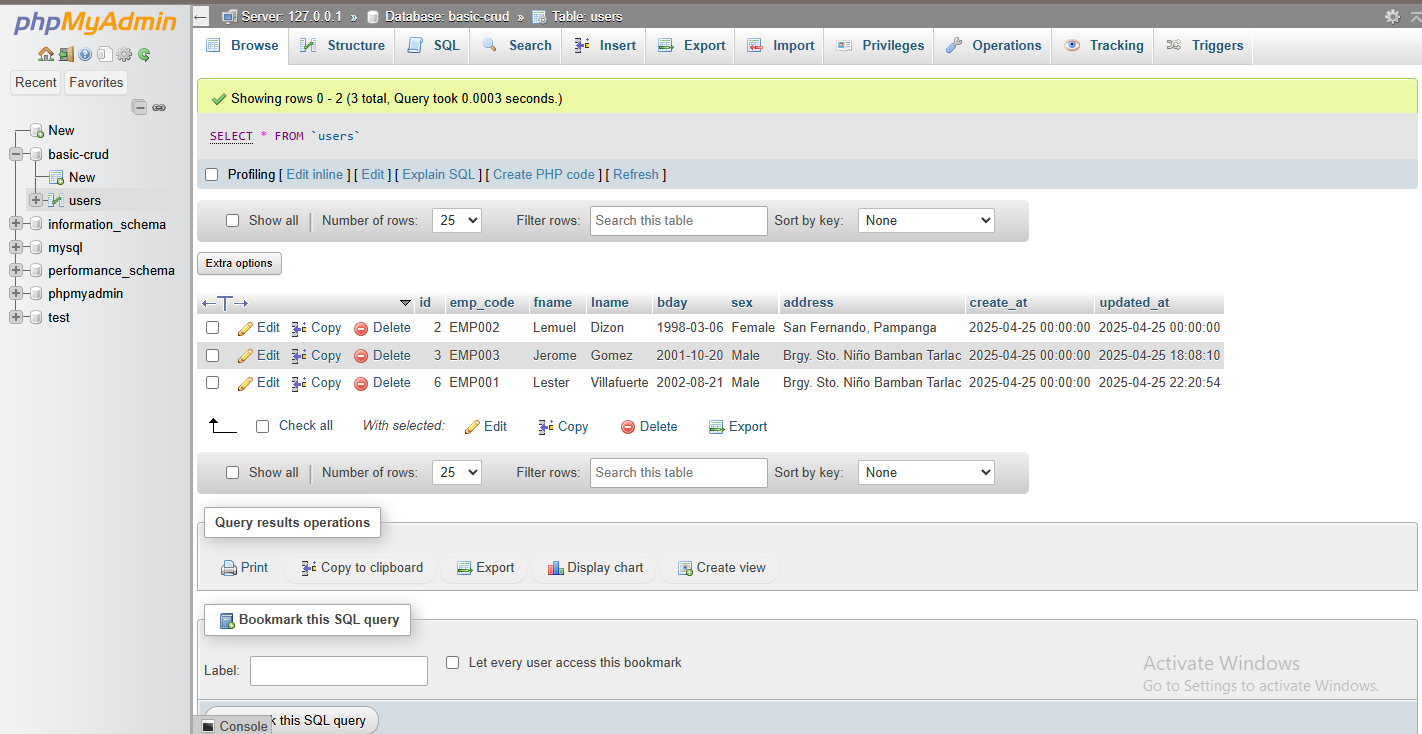 phpMyAdmin
Recent Favorites
New
basic-crud
New
users
information_schema
mysql
performance_schema
phpmyadmin
test
Server: 127.0.0.1 » Database: basic-crud » Table: users
Browse Structure SQL Search Insert Export Import Privileges Operations Tracking Triggers
Showing rows 0 - 2 (3 total, Query took 0.0003 seconds.)
SELECT * FROM `users`
Profiling [ Edit inline ] [ Edit ] [ Explain SQL ] [ Create PHP code ] [ Refresh ]
Show all Number of rows: 25 Filter rows: Search this table Sort by key: None
Extra options
←T→ id emp_code fname lname bday sex address create_at updated_at
Edit Copy Delete 2 EMP002 Lemuel Dizon 1998-03-06 Female San Fernando, Pampanga 2025-04-25 00:00:00 2025-04-25 00:00:00
Edit Copy Delete 3 EMP003 Jerome Gomez 2001-10-20 Male Brgy. Sto. Niño Bamban Tarlac 2025-04-25 00:00:00 2025-04-25 18:08:10
Edit Copy Delete 6 EMP001 Lester Villafuerte 2002-08-21 Male Brgy. Sto. Niño Bamban Tarlac 2025-04-25 00:00:00 2025-04-25 22:20:54
Check all With selected: Edit Copy Delete Export
Show all Number of rows: 25 Filter rows: Search this table Sort by key: None
Query results operations
Print Copy to clipboard Export Display chart Create view
Bookmark this SQL query
Label: Let every user access this bookmark
Activate Windows
Go to Settings to activate Windows.
k this SQL query
Console